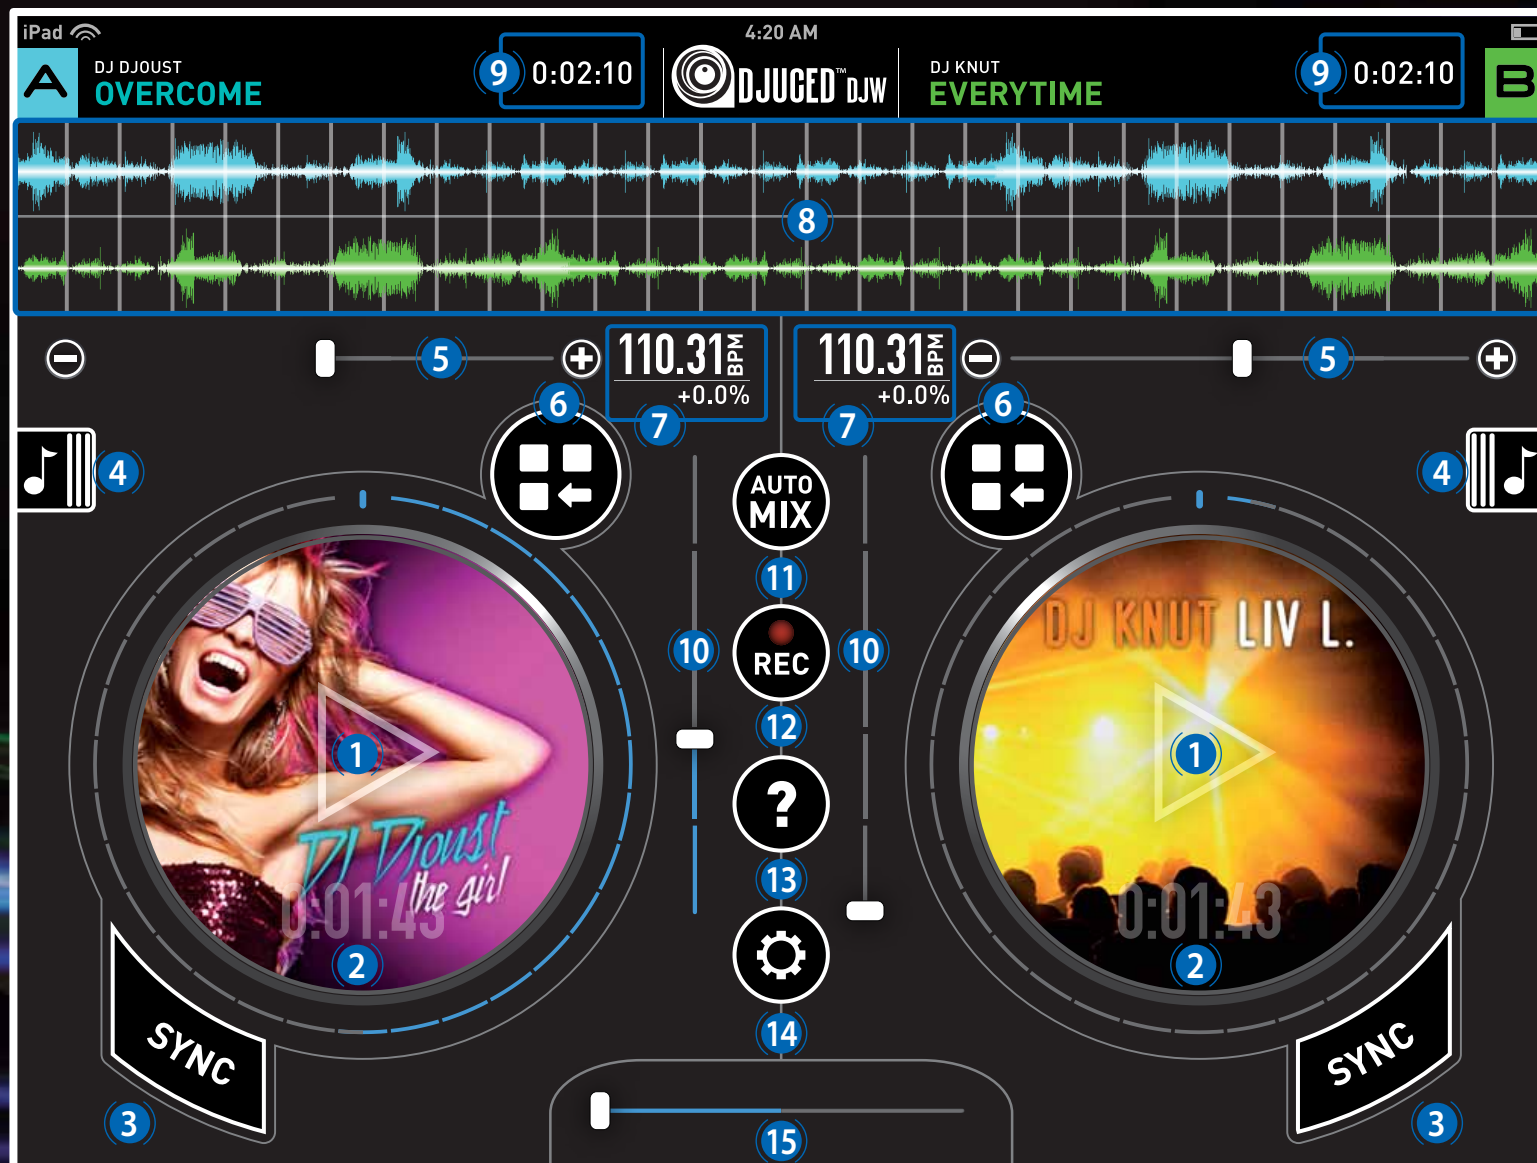 iPad 4:20 AM
A DJ DJOUST 9 0:02:10 DJUCED™ DJW DJ KNUT 9 0:02:10 B
OVERCOME EVERYTIME
8
5 110.31 BPM 110.31 BPM 5
+0.0% +0.0%
6 7 7 6
4 4
AUTO
MIX
11
DJ KNUT LIV L.
10 REC 10
12
1 1
?
DJ Djoust
the girl
13
0:01:43 0:01:43
2 2
14
SYNC SYNC
3 3
15